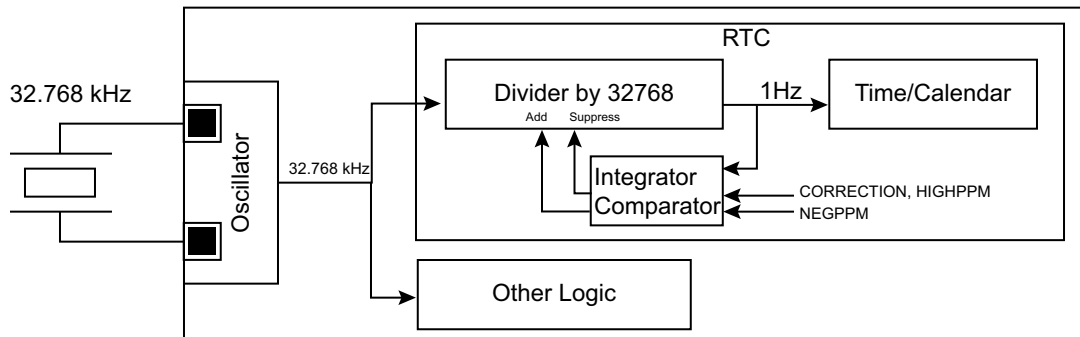 RTC
32.768 kHz
Oscillator
32.768 kHz
Divider by 32768
Add Suppress
1Hz
Time/Calendar
Integrator
Comparator
CORRECTION, HIGHPPM
NEGPPM
Other Logic